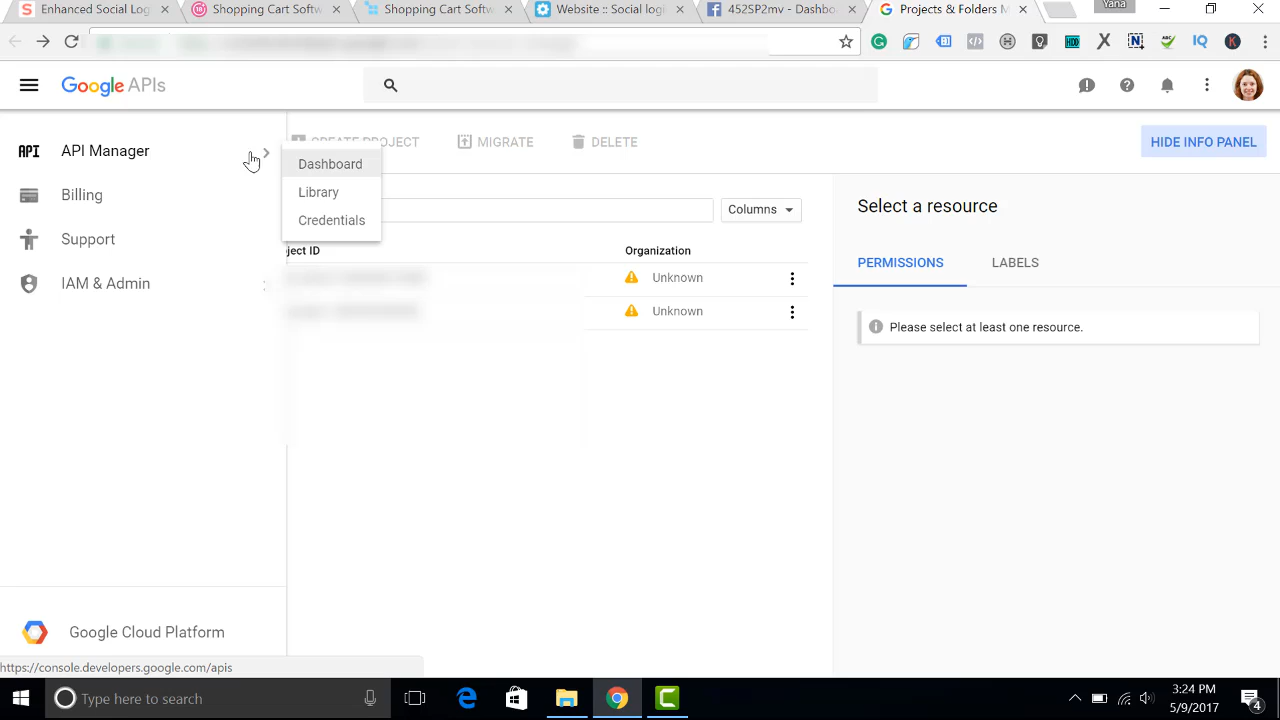 Enhanced Social Log
Shopping Cart Softw
Shopping Cart Softw
Website :: Social logi
452SP2mv - Dashbo
Projects & Folders M
Yana
Google APIs
API API Manager
CREATE PROJECT
MIGRATE
DELETE
HIDE INFO PANEL
Dashboard
Library
Credentials
Billing
Support
IAM & Admin
Columns
Select a resource
ject ID
Organization
PERMISSIONS
LABELS
Unknown
Unknown
Please select at least one resource.
Google Cloud Platform
https://console.developers.google.com/apis
Type here to search
3:24 PM
5/9/2017
4